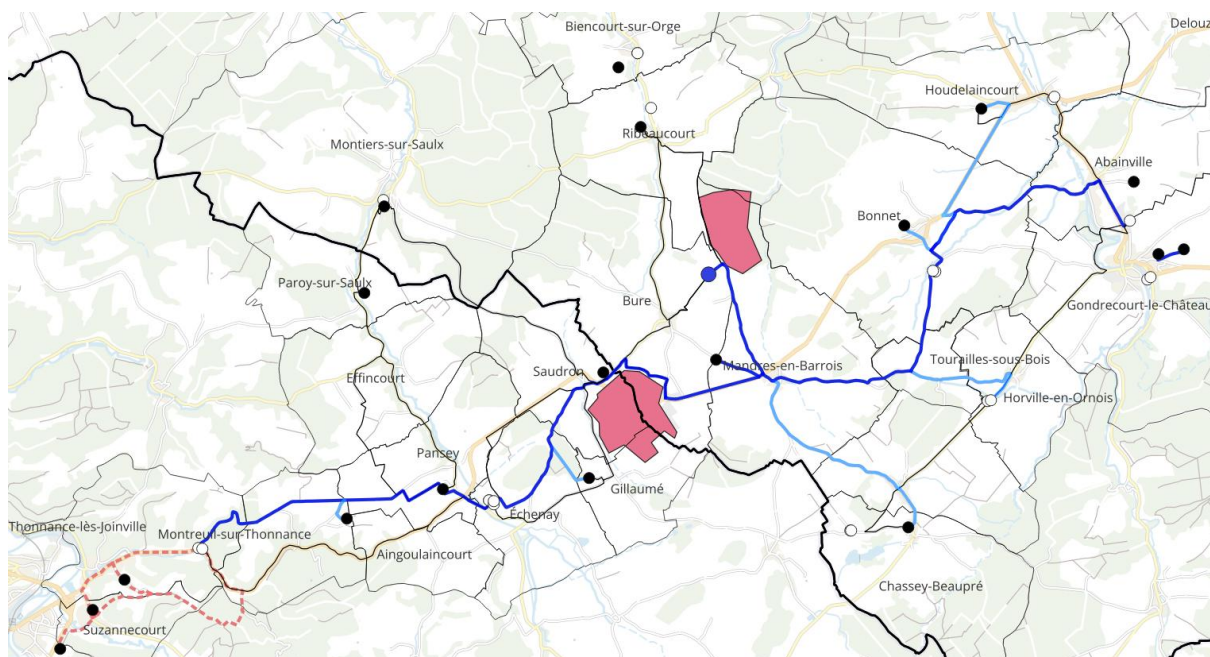 Biencourt-sur-Orge
Delouz
Houdelaincourt
Ribeaucourt
Montiers-sur-Saulx
Abainville
Bonnet
Paroy-sur-Saulx
Bure
Gondrecourt-le-Château
Tourailles-sous-Bois
Mandres-en-Barrois
Saudron
Effincourt
Horville-en-Ornois
Pansey
Gillaumé
Échenay
Thonnance-lès-Joinville
Montreuil-sur-Thonnance
Aingoulaincourt
Chassey-Beaupré
Suzannecourt